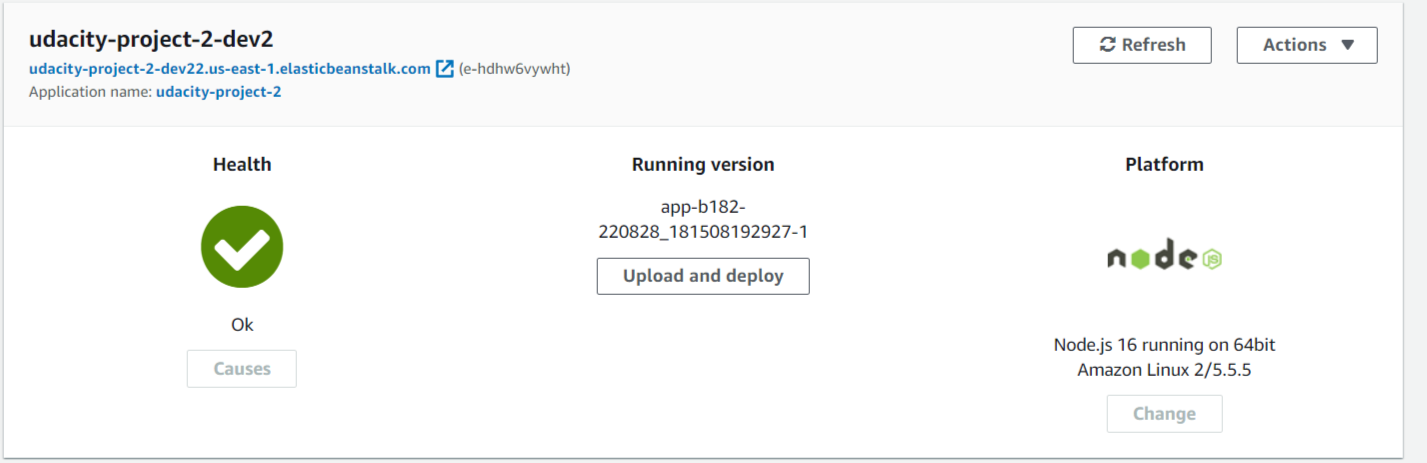 udacity-project-2-dev2
Refresh
Actions
udacity-project-2-dev22.us-east-1.elasticbeanstalk.com (e-hdhw6vywht)
Application name: udacity-project-2
Health
Ok
Causes
Running version
app-b182-
220828_181508192927-1
Upload and deploy
Platform
node JS
Node.js 16 running on 64bit
Amazon Linux 2/5.5.5
Change